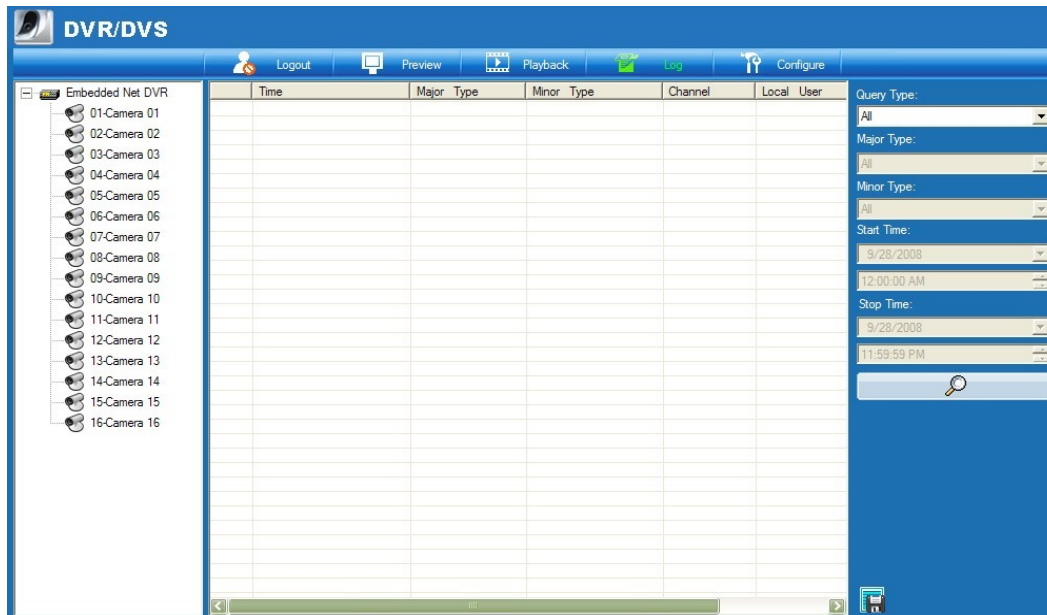 DVR/DVS
Logout Preview Playback Log Configure
Embedded Net DVR
01-Camera 01
02-Camera 02
03-Camera 03
04-Camera 04
05-Camera 05
06-Camera 06
07-Camera 07
08-Camera 08
09-Camera 09
10-Camera 10
11-Camera 11
12-Camera 12
13-Camera 13
14-Camera 14
15-Camera 15
16-Camera 16
Time Major Type Minor Type Channel Local User
Query Type:
All
Major Type:
All
Minor Type:
All
Start Time:
9/28/2008
12:00:00 AM
Stop Time:
9/28/2008
11:59:59 PM